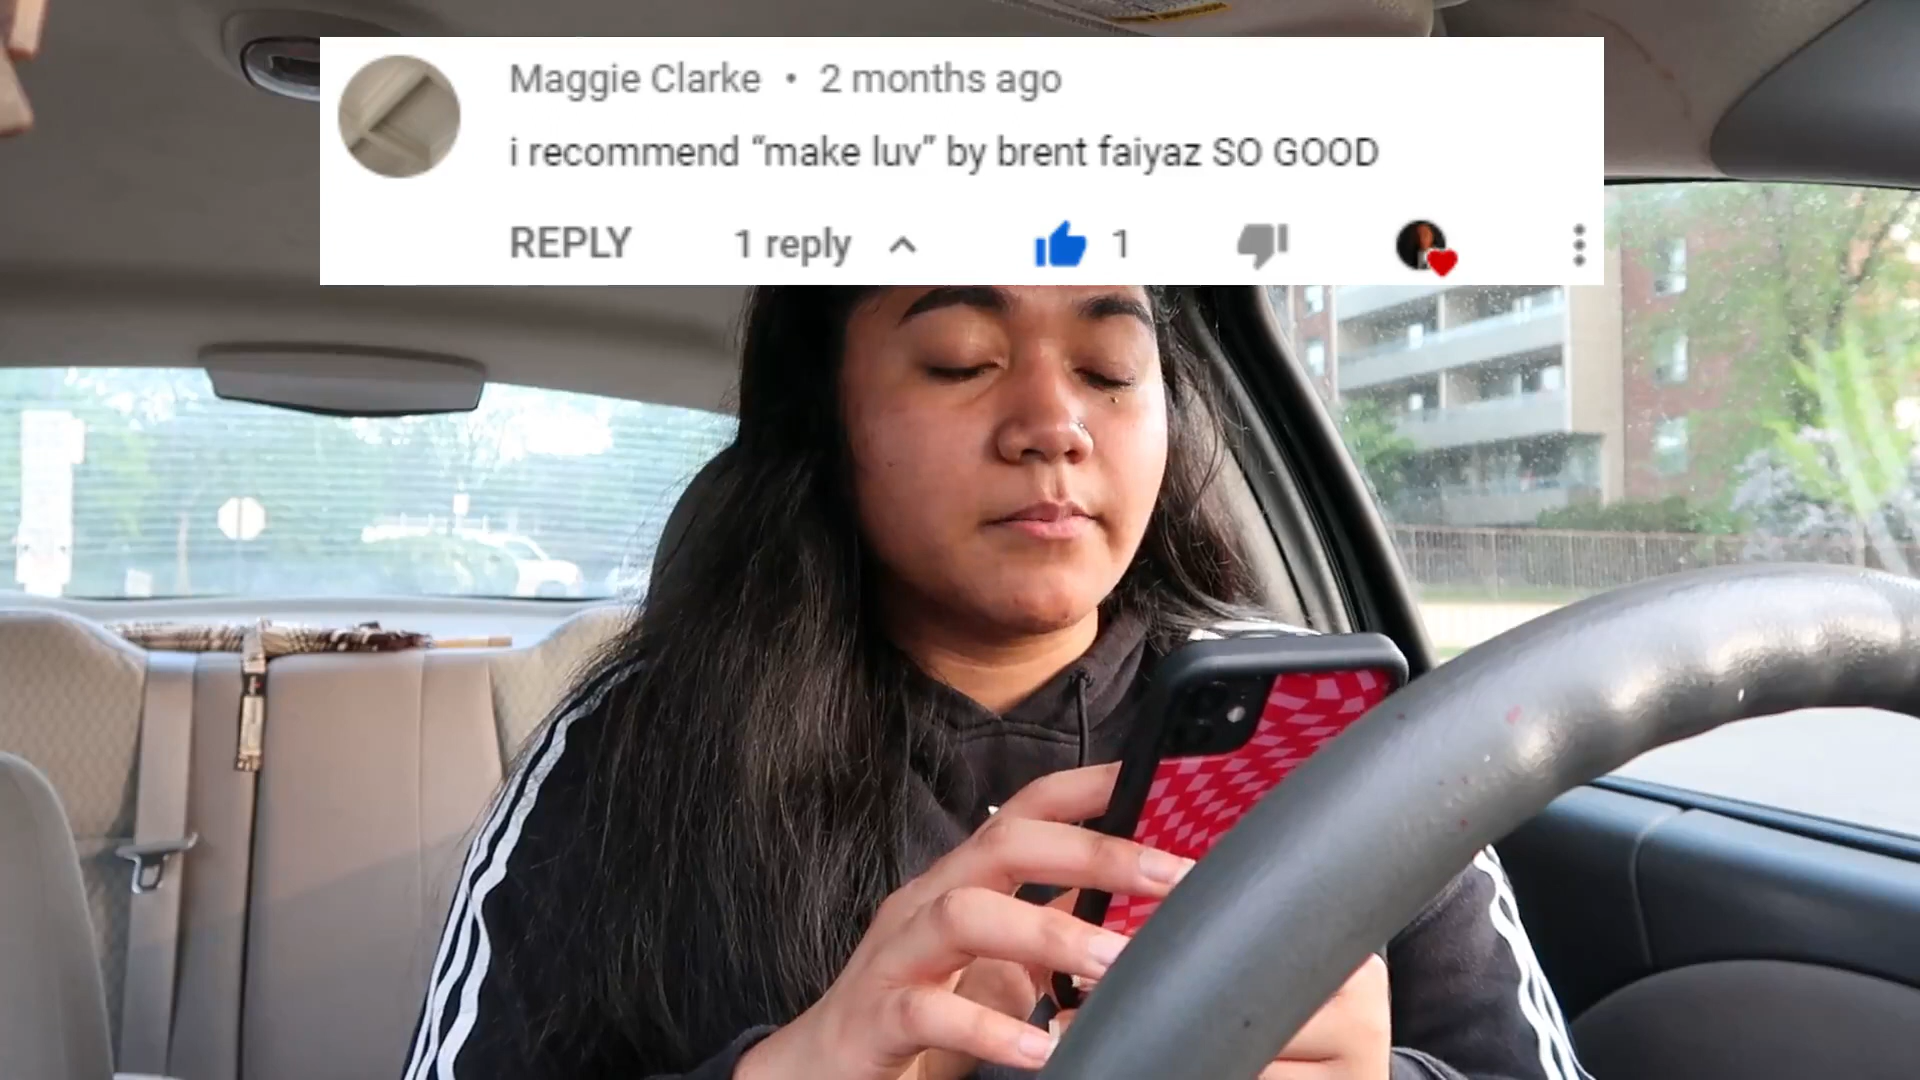 Maggie Clarke • 2 months ago
i recommend “make luv” by brent faiyaz SO GOOD
REPLY 1 reply 1